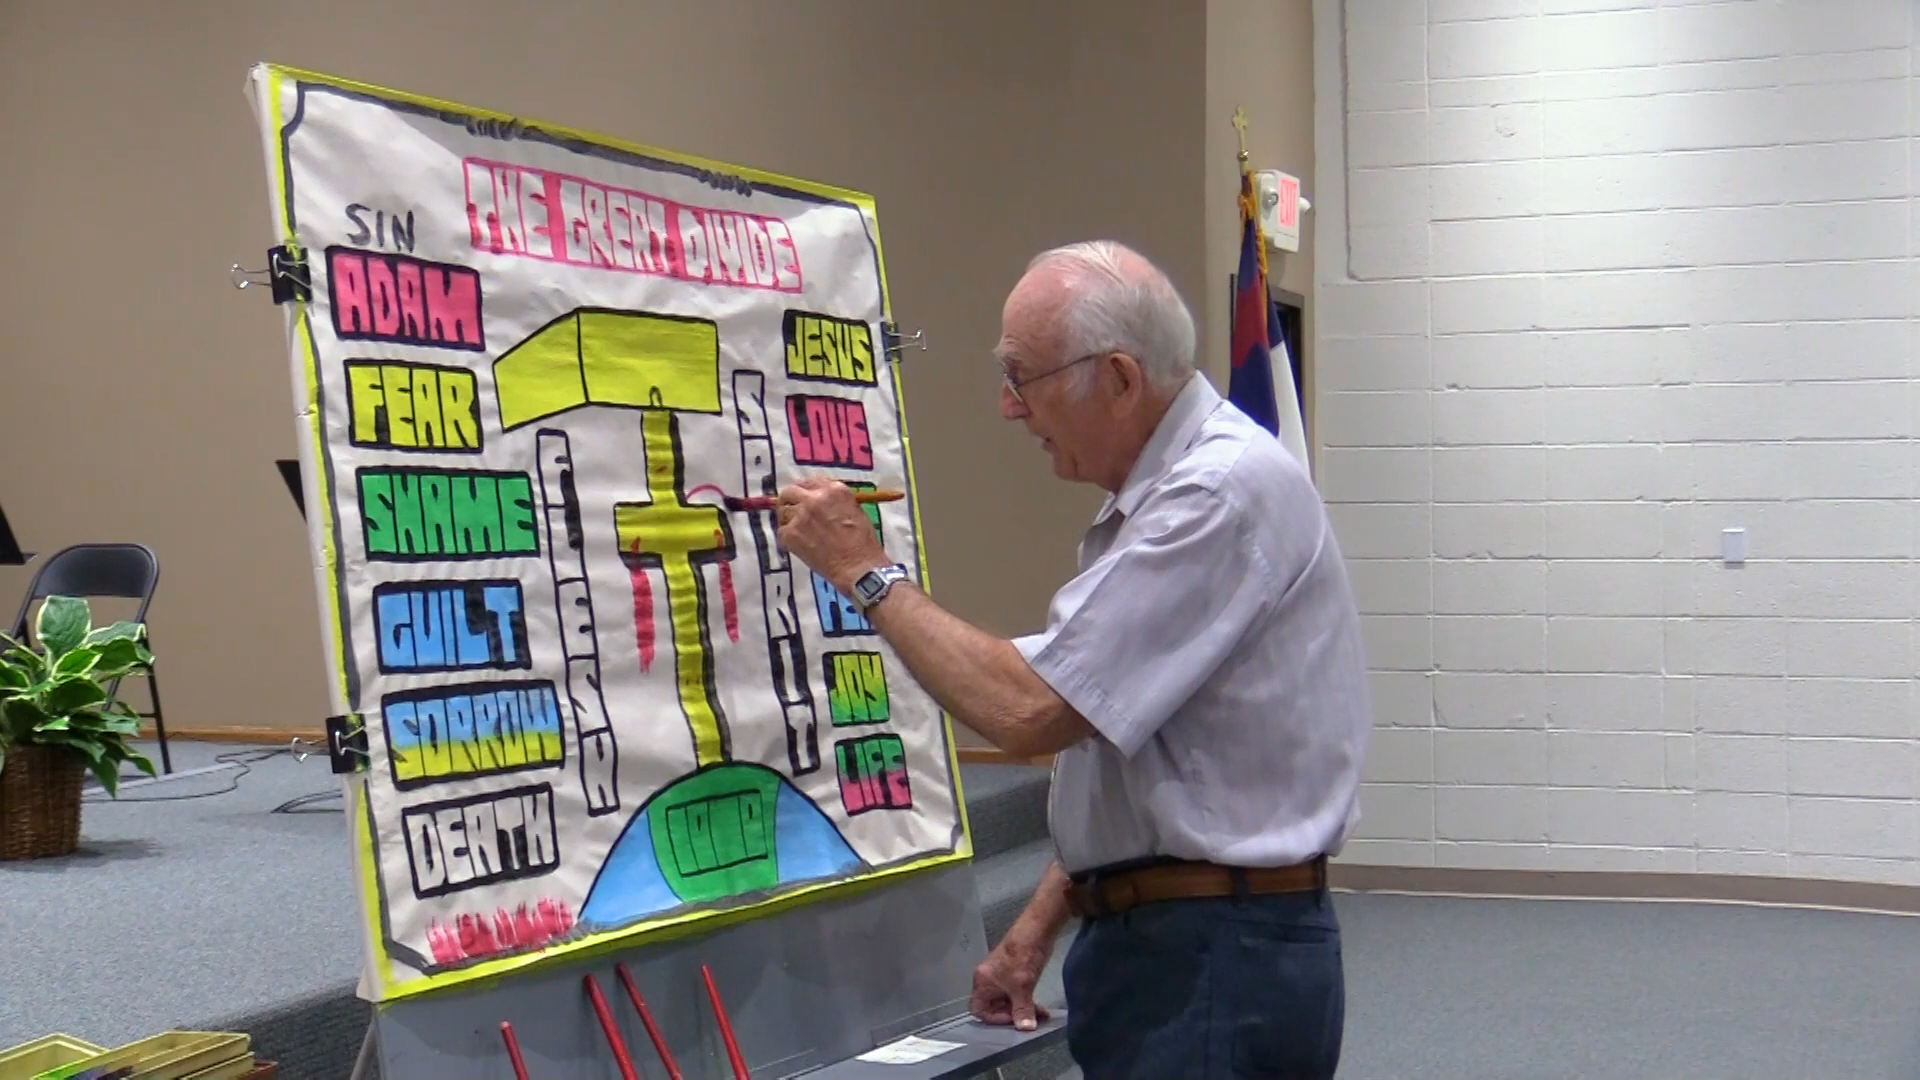 THE GREAT DIVIDE
SIN
ADAM
FEAR
SHAME
GUILT
SORROW
DEATH
FLESH
SPIRIT
JESUS
LOVE
JOY
LIFE
EXIT